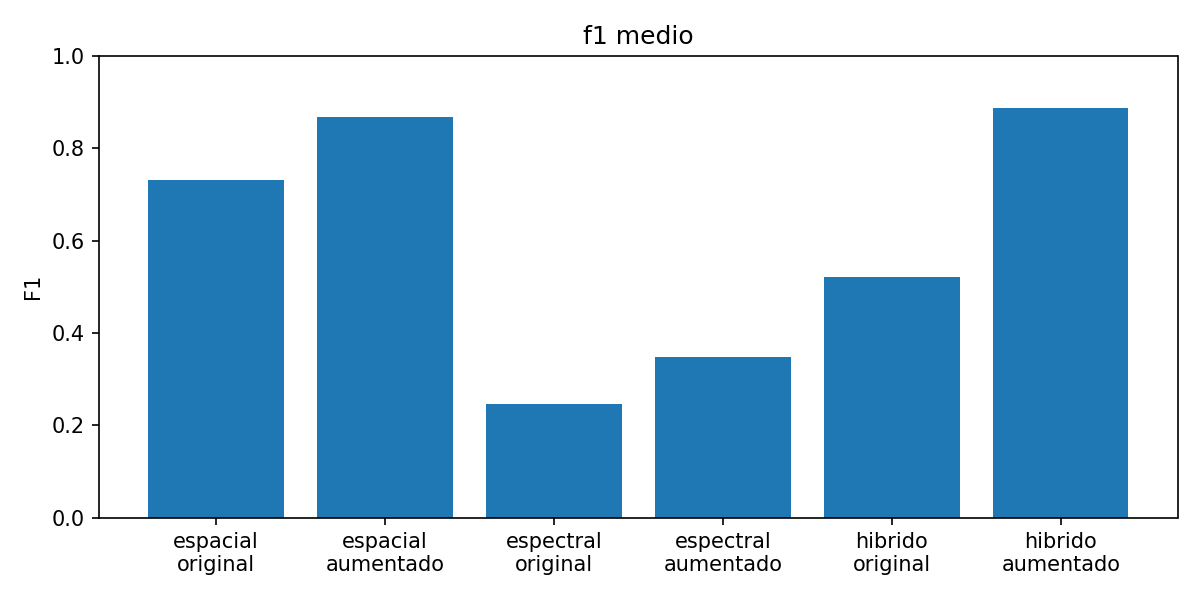 f1 medio
F1
1.0
0.8
0.6
0.4
0.2
0.0
espacial
original
espacial
aumentado
espectral
original
espectral
aumentado
hibrido
original
hibrido
aumentado